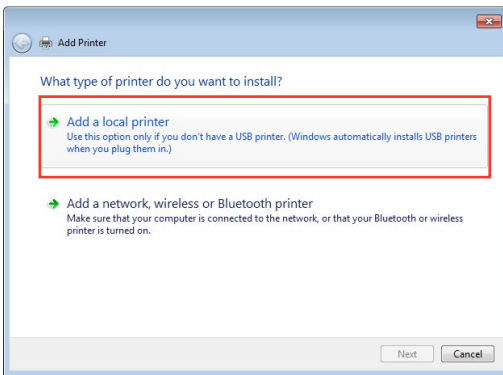 Add Printer
What type of printer do you want to install?
Add a local printer
Use this option only if you don't have a USB printer. (Windows automatically installs USB printers
when you plug them in.)
Add a network, wireless or Bluetooth printer
Make sure that your computer is connected to the network, or that your Bluetooth or wireless
printer is turned on.
Next Cancel